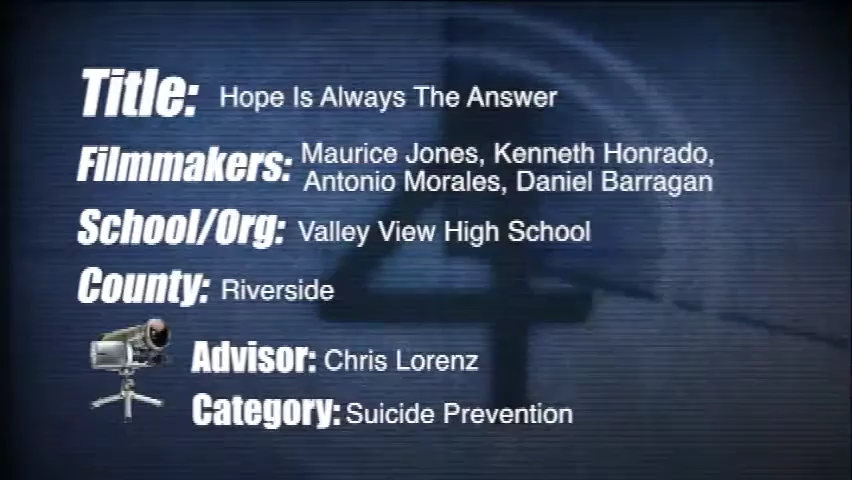 Title: Hope Is Always The Answer
Filmmakers: Maurice Jones, Kenneth Honrado,
Antonio Morales, Daniel Barragan
School/Org: Valley View High School
County: Riverside
Advisor: Chris Lorenz
Category: Suicide Prevention
4